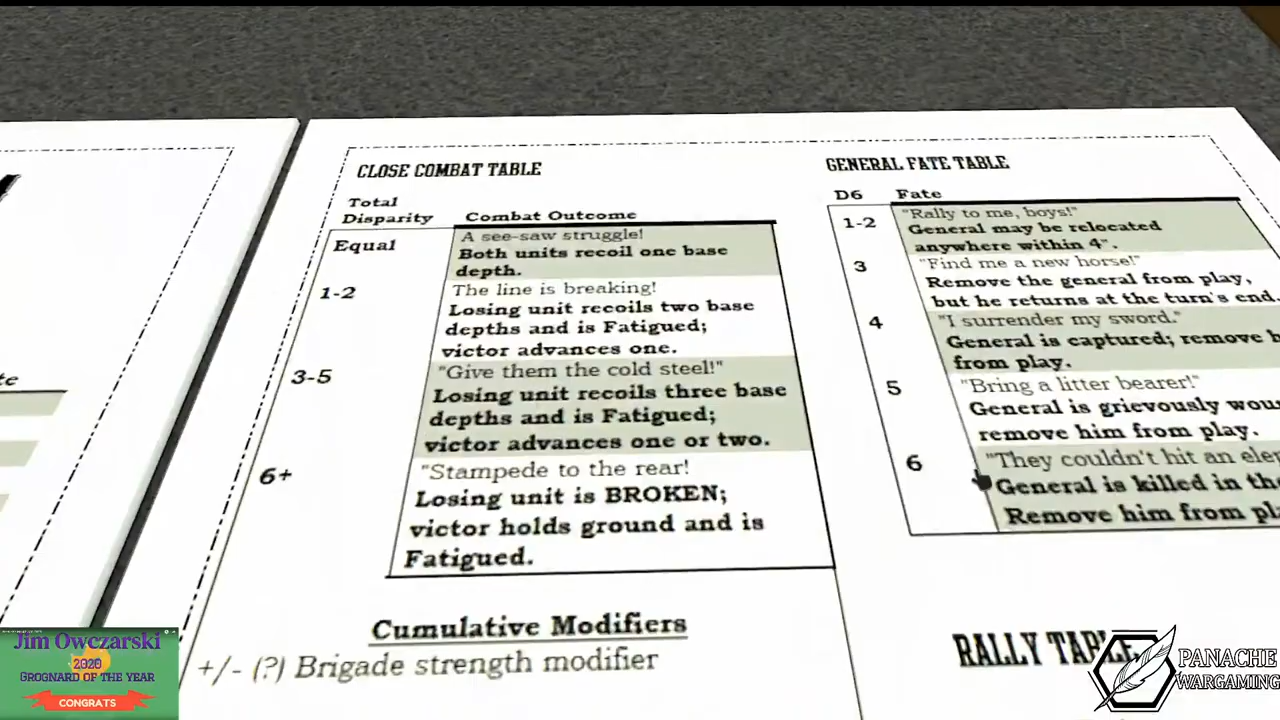 CLOSE COMBAT TABLE
Total
Disparity
Combat Outcome
Equal
A see-saw struggle!
Both units recoil one base
depth.
1-2
The line is breaking!
Losing unit recoils two base
depths and is Fatigued;
victor advances one.
3-5
"Give them the cold steel!"
Losing unit recoils three base
depths and is Fatigued;
victor advances one or two.
6+
"Stampede to the rear!
Losing unit is BROKEN;
victor holds ground and is
Fatigued.
Cumulative Modifiers
+/- (?) Brigade strength modifier
GENERAL FATE TABLE
D6 Fate
1-2
"Rally to me, boys!"
General may be relocated
anywhere within 4".
3
"Find me a new horse!"
Remove the general from play,
but he returns at the turn's end.
4
"I surrender my sword."
General is captured; remove
from play.
5
"Bring a litter bearer!"
General is grievously
remove him from play.
6
"They couldn't hit an
General is killed in
Remove him from
RALLY TABLE
Jim Owczarski
2020
GROGNARD OF THE YEAR
CONGRATS
PANACHE
WARGAMING